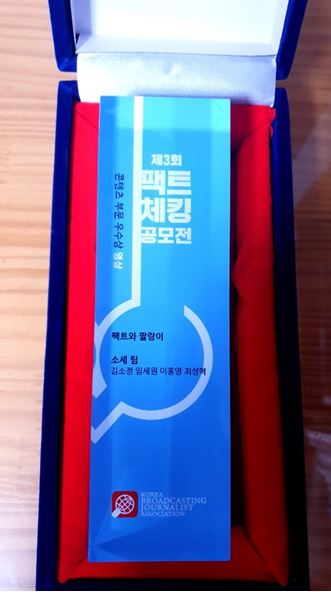 제3회
팩트
체킹
공모전
콘텐츠 부문 우수상 영상
팩트와 팔랑이
소세 팀
김소정 임세원 이홍영 최성혁
KOREA
BROADCASTING
JOURNALIST
ASSOCIATION